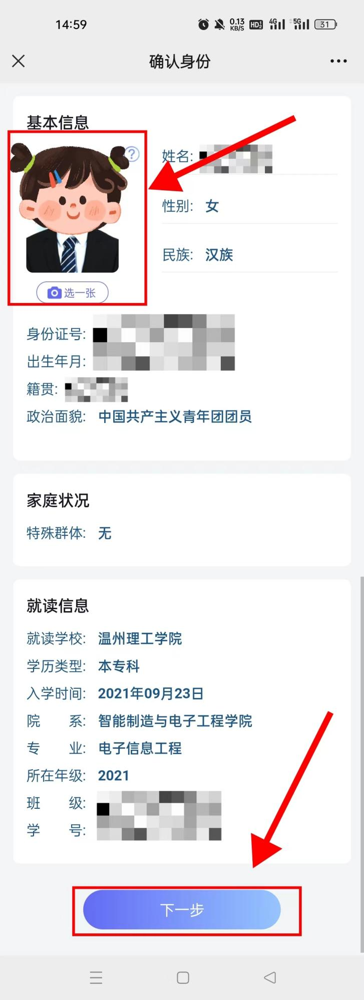 14:59
0.13 KB/S HD 1 2 4G 5G 31
确认身份
基本信息
?
姓名:
性别: 女
民族: 汉族
选一张
身份证号:
出生年月:
籍贯:
政治面貌: 中国共产主义青年团团员
家庭状况
特殊群体: 无
就读信息
就读学校: 温州理工学院
学历类型: 本专科
入学时间: 2021年09月23日
院系: 智能制造与电子工程学院
专业: 电子信息工程
所在年级: 2021
班级:
学号:
下一步